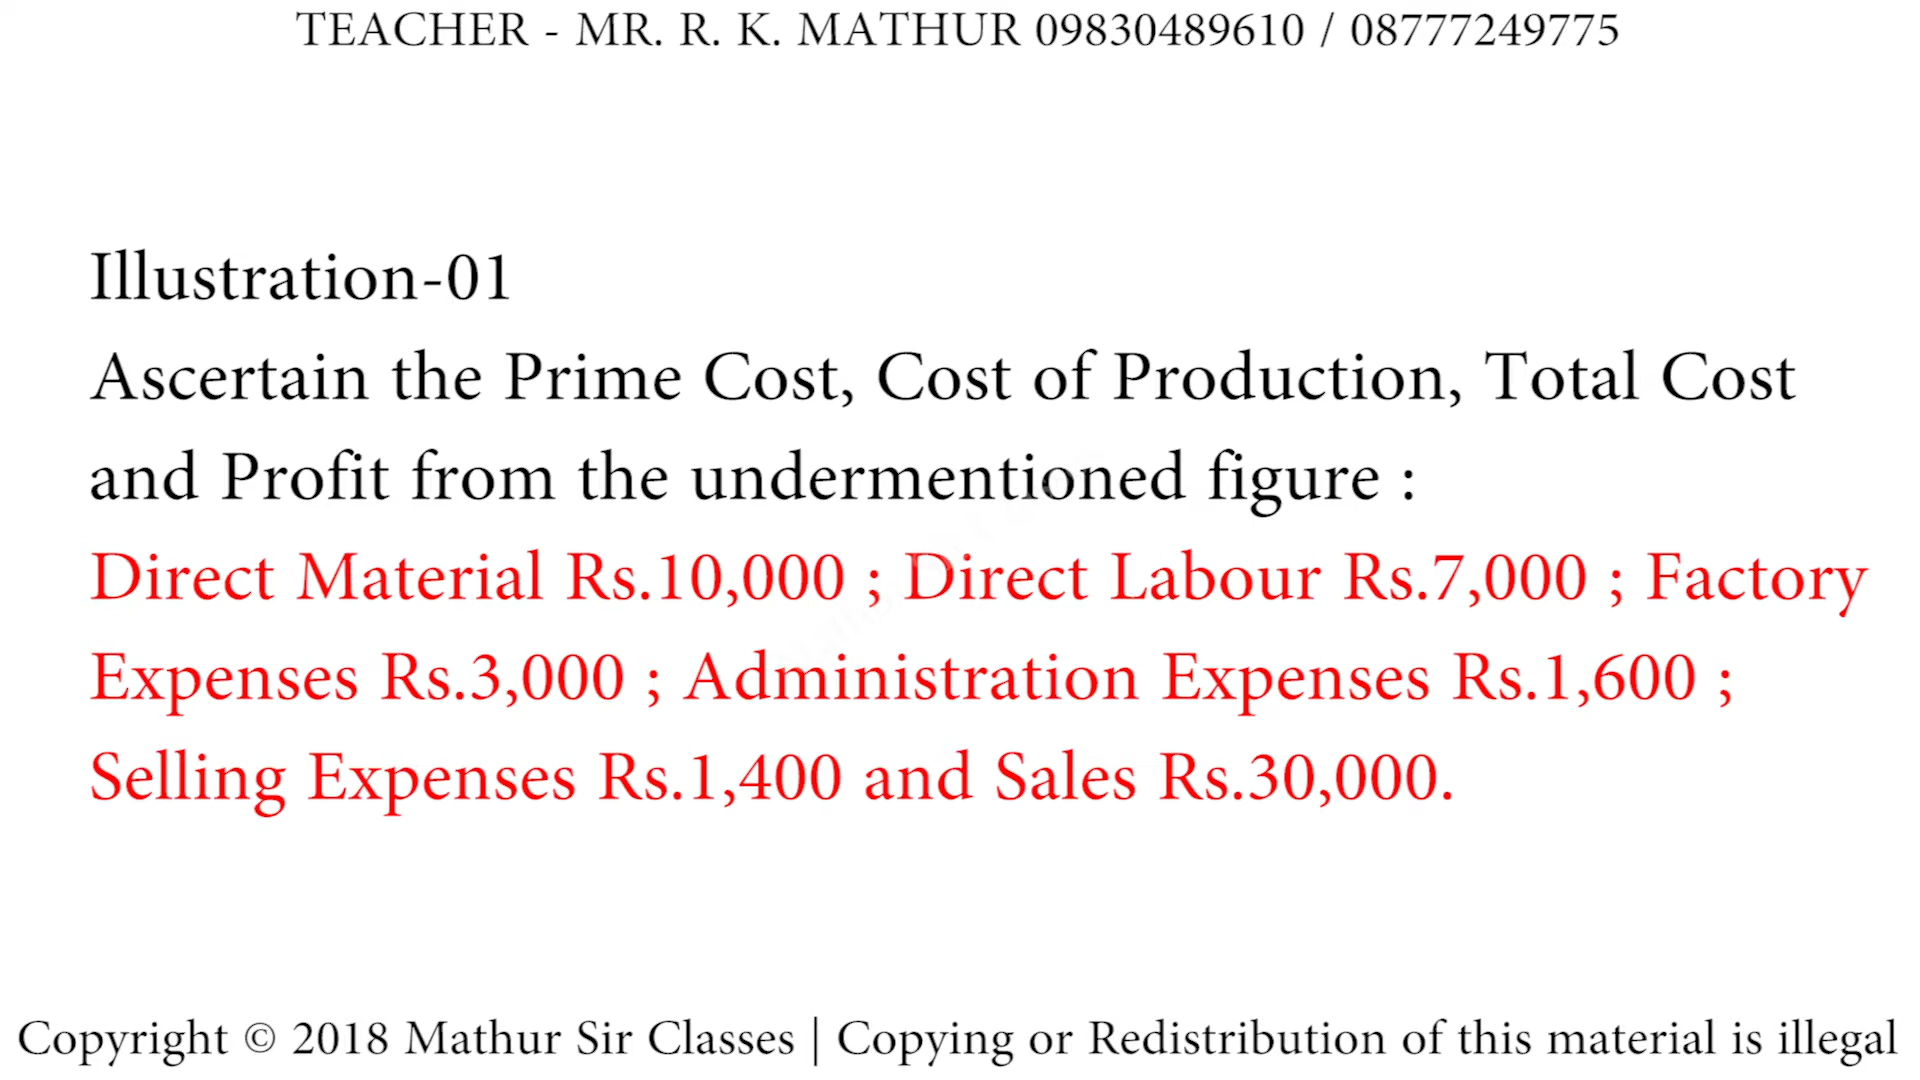 TEACHER - MR. R. K. MATHUR 09830489610 / 08777249775
Illustration-01
Ascertain the Prime Cost, Cost of Production, Total Cost
and Profit from the undermentioned figure :
Direct Material Rs.10,000 ; Direct Labour Rs.7,000 ; Factory
Expenses Rs.3,000 ; Administration Expenses Rs.1,600 ;
Selling Expenses Rs.1,400 and Sales Rs.30,000.
Copyright © 2018 Mathur Sir Classes | Copying or Redistribution of this material is illegal